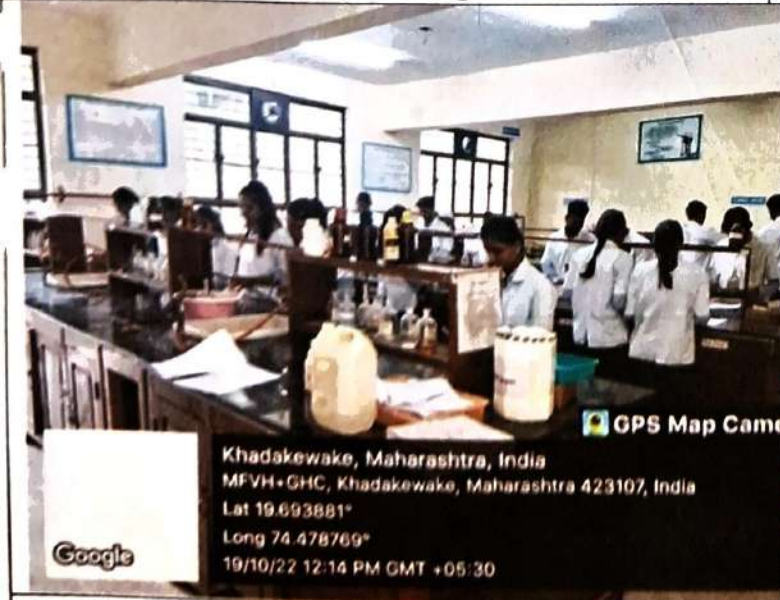 GPS Map Came
Khadakewake, Maharashtra, India
MFVH+GHC, Khadakewake, Maharashtra 423107, India
Lat 19.693881°
Long 74.478769°
19/10/22 12:14 PM GMT +05:30
Google